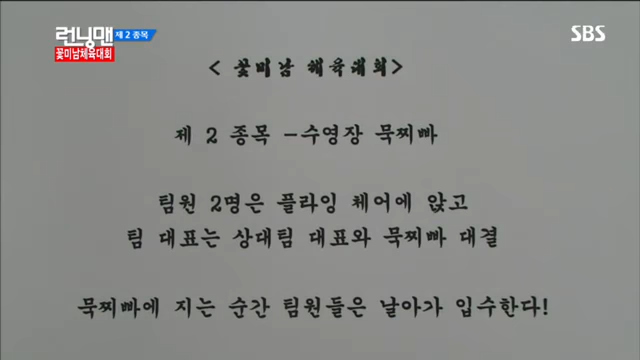 런닝맨 제2종목
꽃미남체육대회
SBS
< 꽃미남 체육대회>
제 2 종목 -수영장 묵찌빠
팀원 2명은 플라잉 체어에 앉고
팀 대표는 상대팀 대표와 묵찌빠 대결
묵찌빠에 지는 순간 팀원들은 날아가 입수한다!